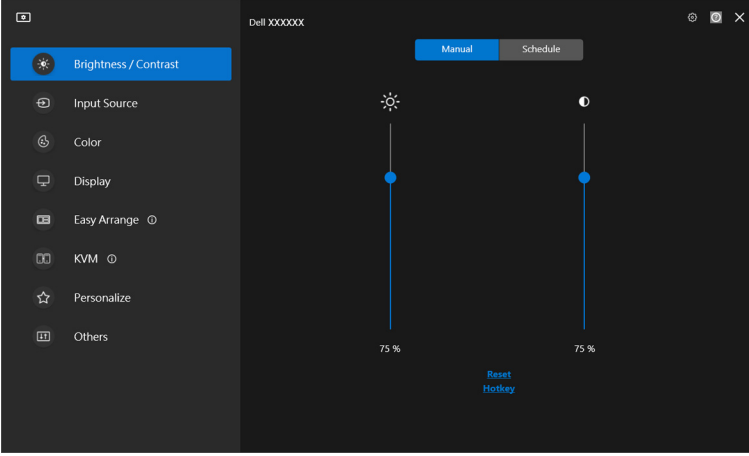 Dell XXXXXX
Manual
Schedule
Brightness / Contrast
Input Source
Color
Display
Easy Arrange
KVM
Personalize
Others
75 %
75 %
Reset
Hotkey